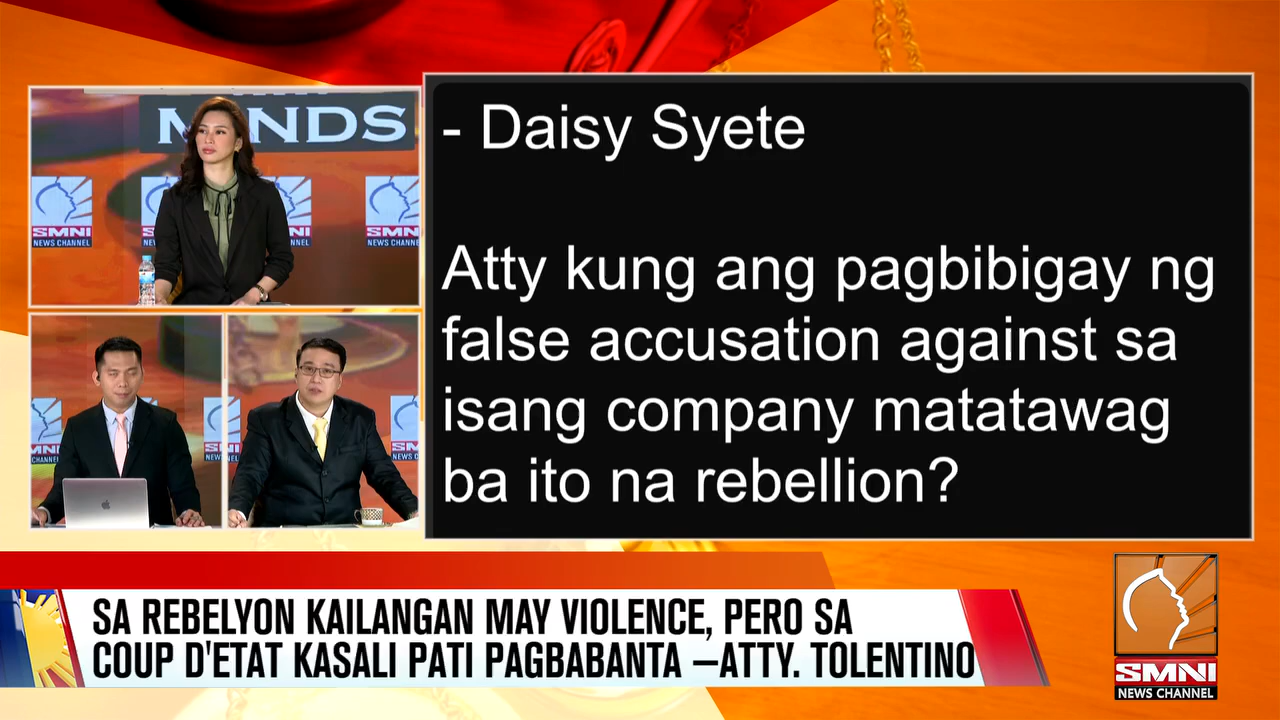 MINDS
SMNI
NEWS CHANNEL
SMNI
NEWS CHANNEL
- Daisy Syete
Atty kung ang pagbibigay ng
false accusation against sa
isang company matatawag
ba ito na rebellion?
SA REBELYON KAILANGAN MAY VIOLENCE, PERO SA
COUP D'ETAT KASALI PATI PAGBABANTA —ATTY. TOLENTINO
SMNI
NEWS CHANNEL